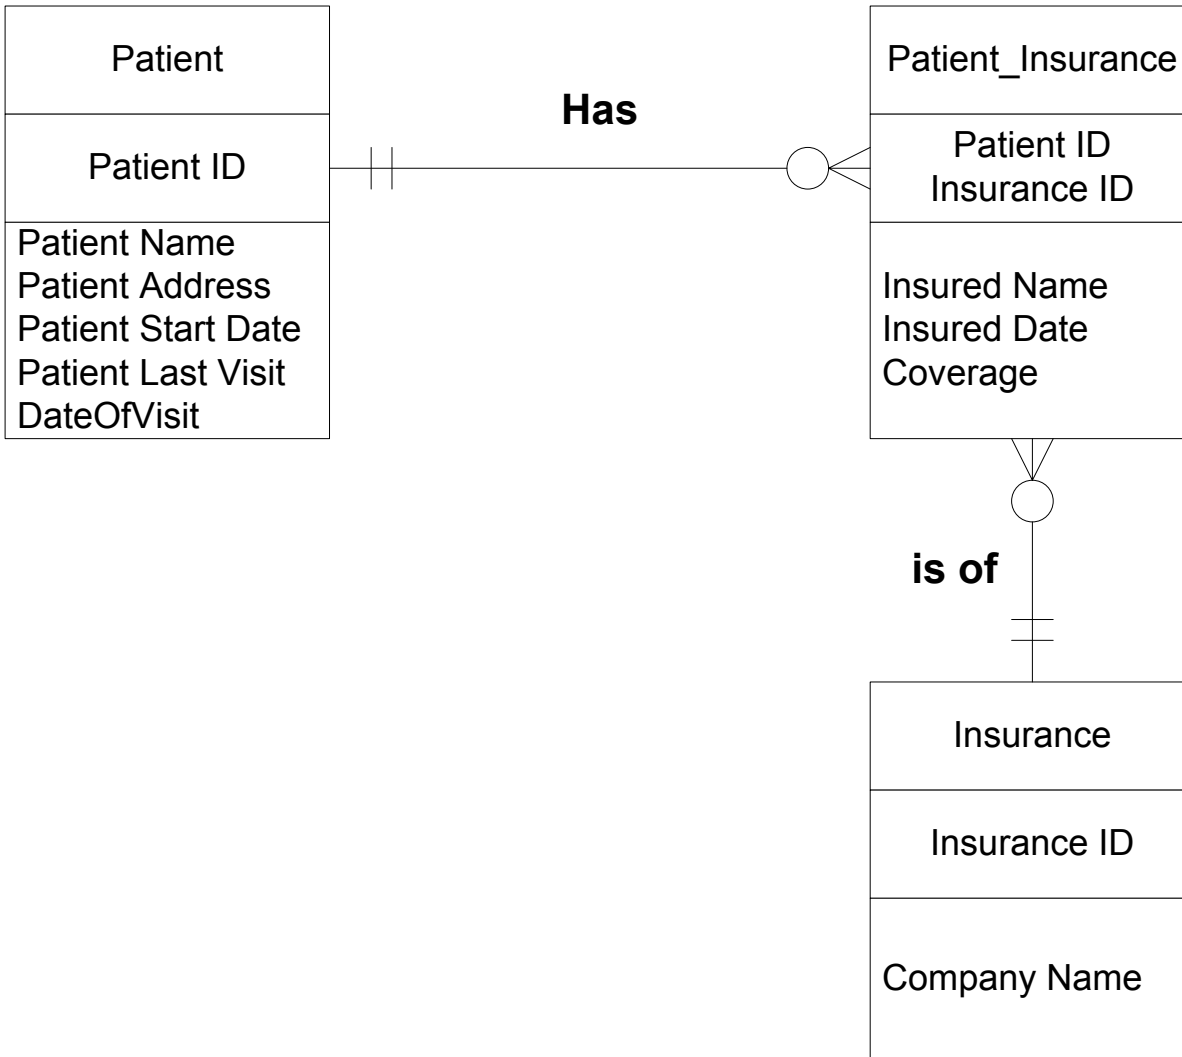 Patient
Patient ID
Patient Name
Patient Address
Patient Start Date
Patient Last Visit
DateOfVisit
Has
Patient_Insurance
Patient ID
Insurance ID
Insured Name
Insured Date
Coverage
is of
Insurance
Insurance ID
Company Name